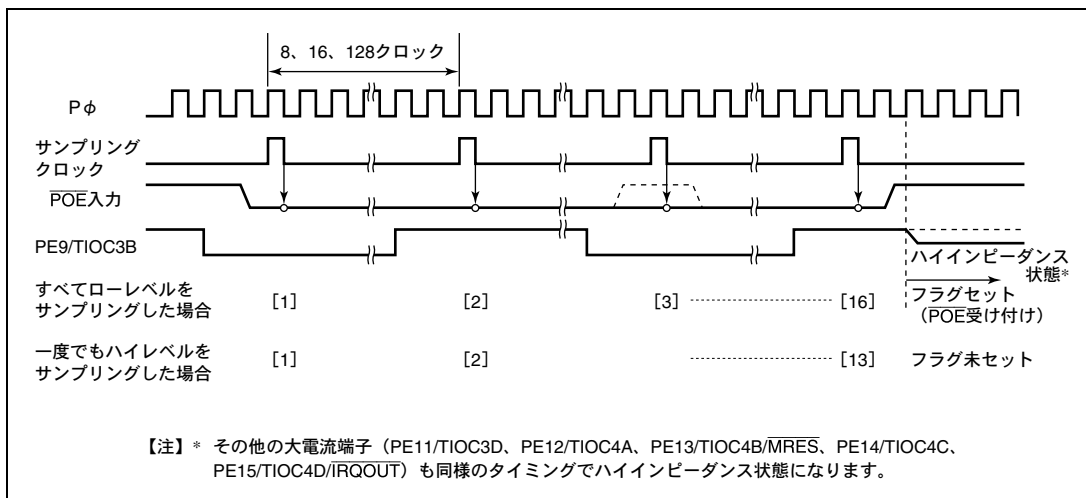 8、16、128クロック
Pφ
サンプリング
クロック
POE入力
PE9/TIOC3B
ハイインピーダンス
状態*
すべてローレベルを
サンプリングした場合
[1] [2] [3] [16]
フラグセット
(POE受け付け)
一度でもハイレベルを
サンプリングした場合
[1] [2] [13] フラグ未セット
【注】* その他の大電流端子(PE11/TIOC3D、PE12/TIOC4A、PE13/TIOC4B/MRES、PE14/TIOC4C、
PE15/TIOC4D/IRQOUT)も同様のタイミングでハイインピーダンス状態になります。